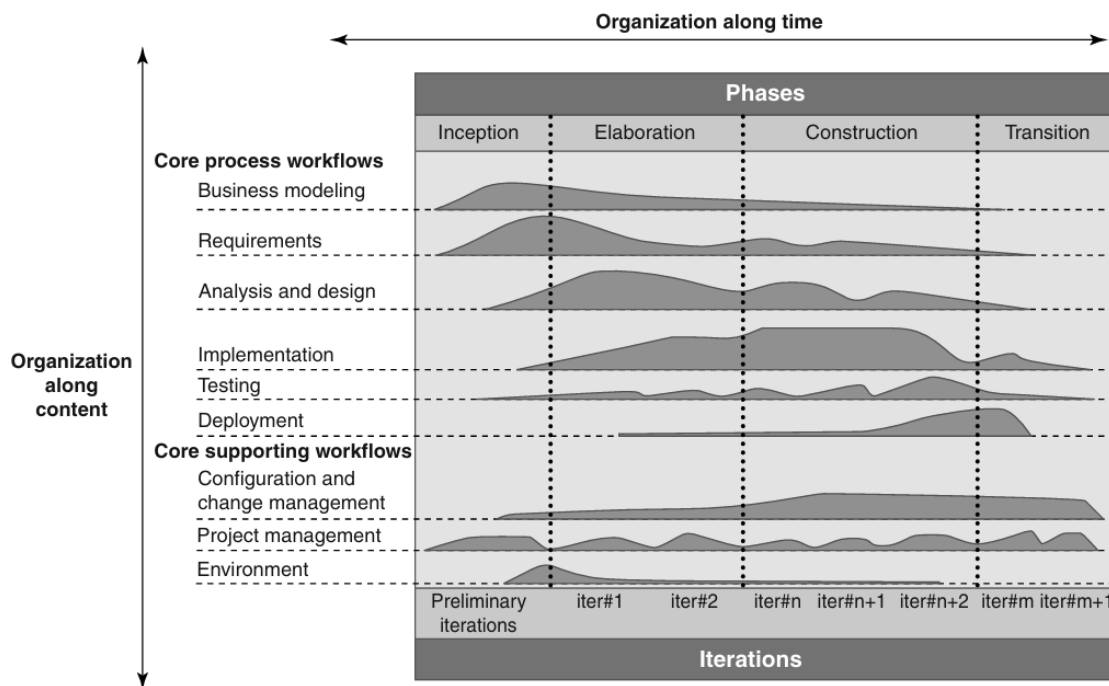 Organization along time
Phases
Inception Elaboration Construction Transition
Core process workflows
Business modeling
Requirements
Analysis and design
Implementation
Testing
Deployment
Core supporting workflows
Configuration and
change management
Project management
Environment
Organization
along
content
Preliminary
iterations
iter#1 iter#2 iter#n iter#n+1 iter#n+2 iter#m iter#m+1
Iterations